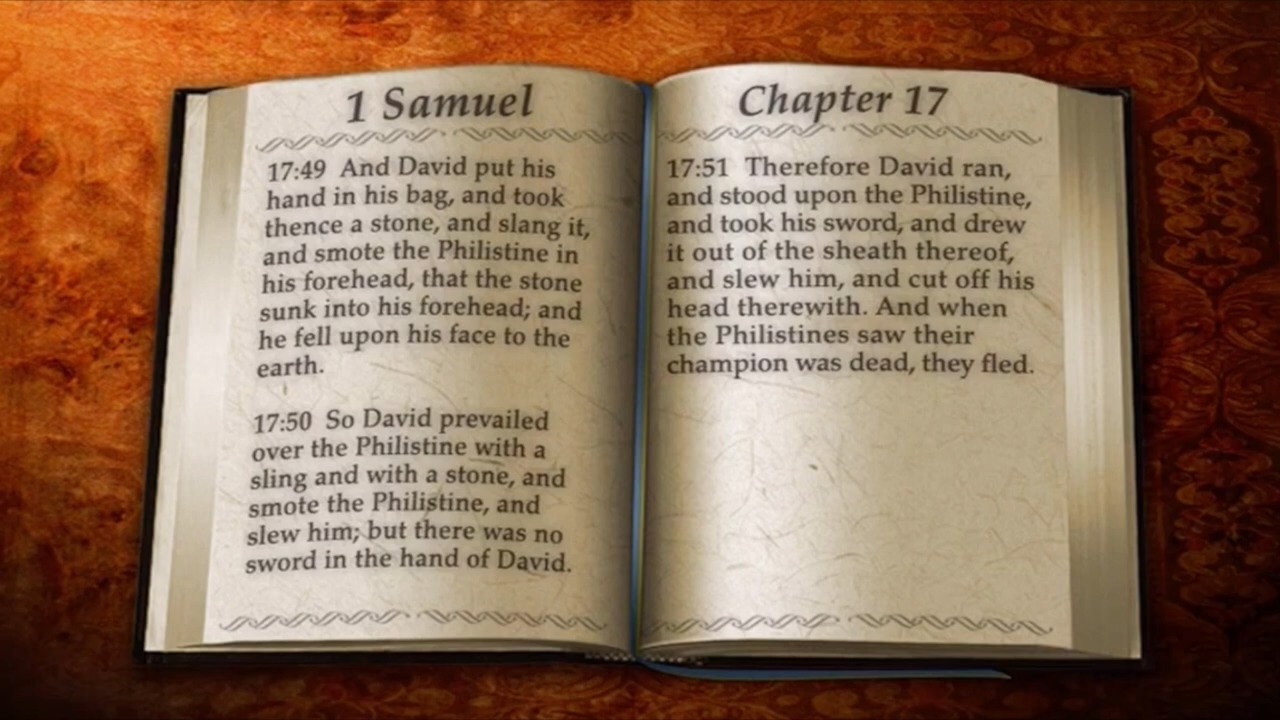 1 Samuel
17:49 And David put his
hand in his bag, and took
thence a stone, and slang it,
and smote the Philistine in
his forehead, that the stone
sunk into his forehead; and
he fell upon his face to the
earth.
17:50 So David prevailed
over the Philistine with a
sling and with a stone, and
smote the Philistine, and
slew him; but there was no
sword in the hand of David.
Chapter 17
17:51 Therefore David ran,
and stood upon the Philistine,
and took his sword, and drew
it out of the sheath thereof,
and slew him, and cut off his
head therewith. And when
the Philistines saw their
champion was dead, they fled.